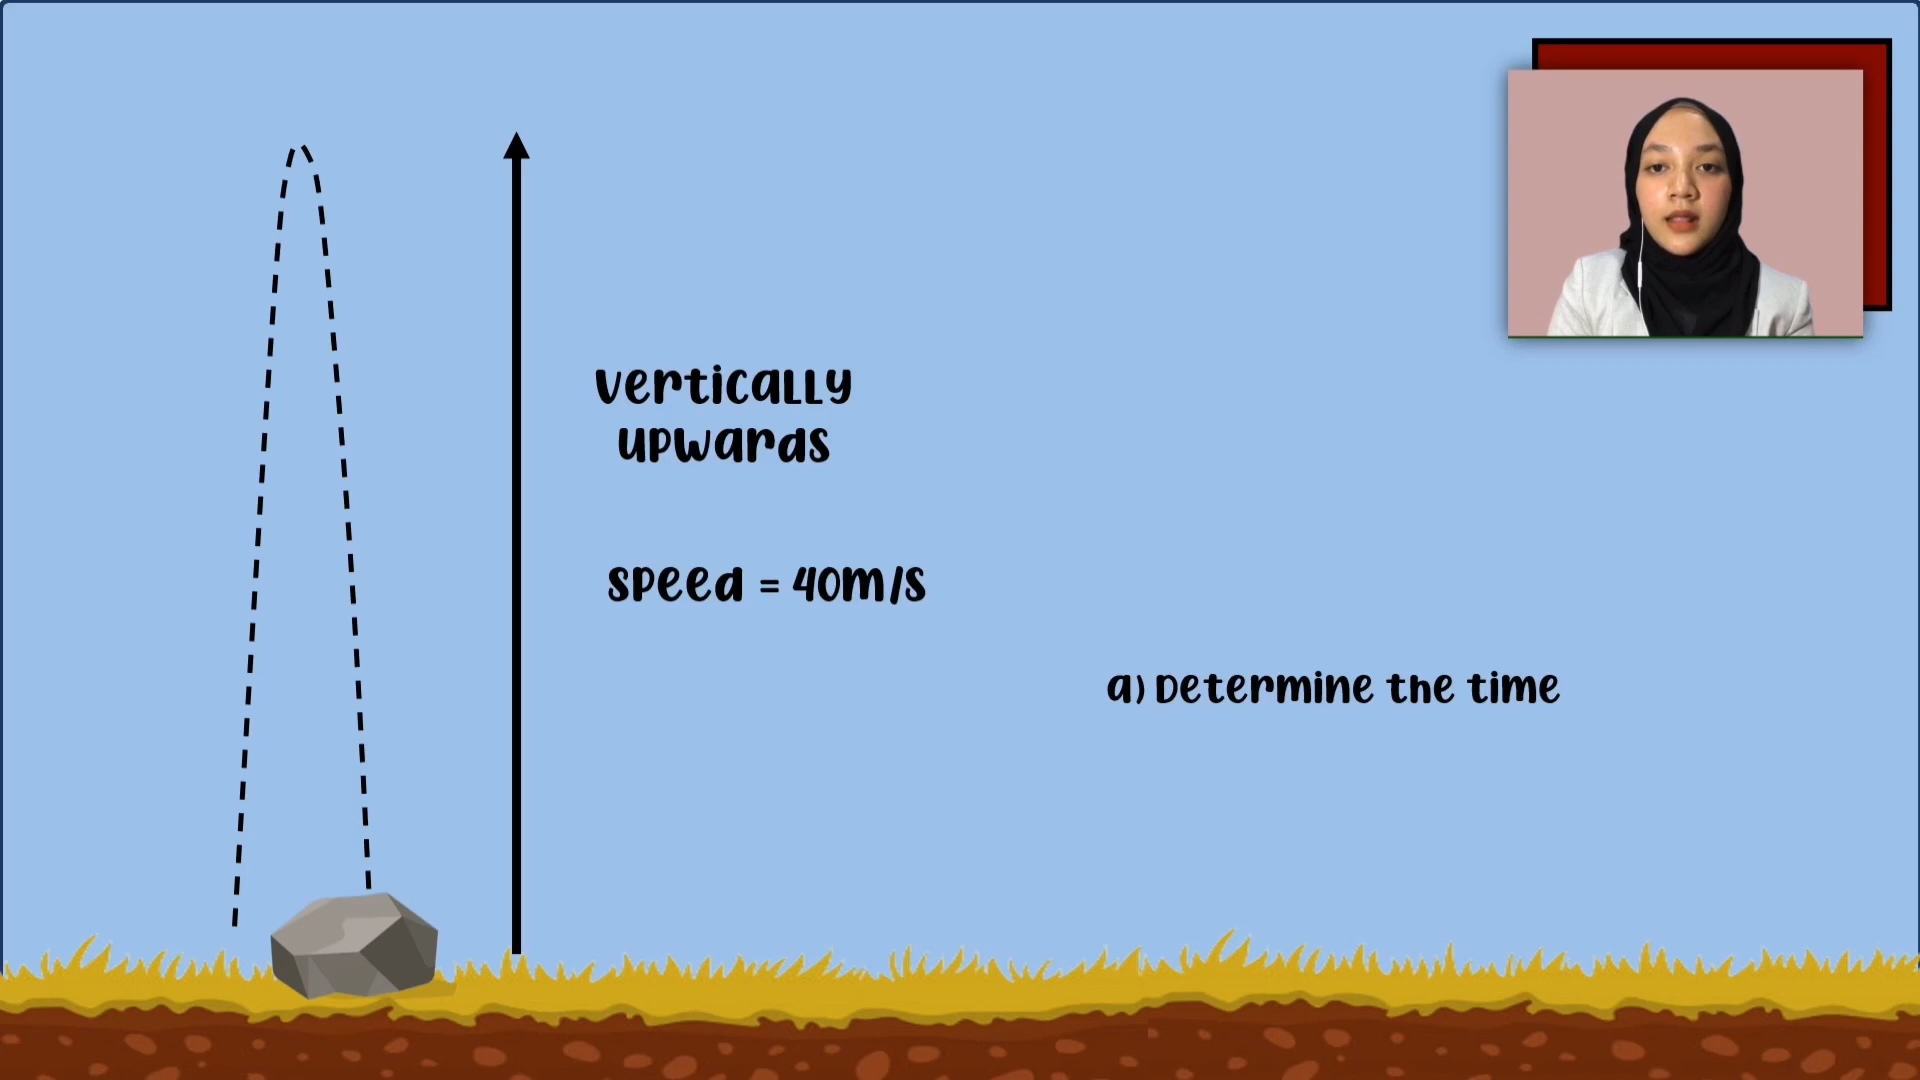 vertically
upwards
speed = 40m/s
a) Determine the time